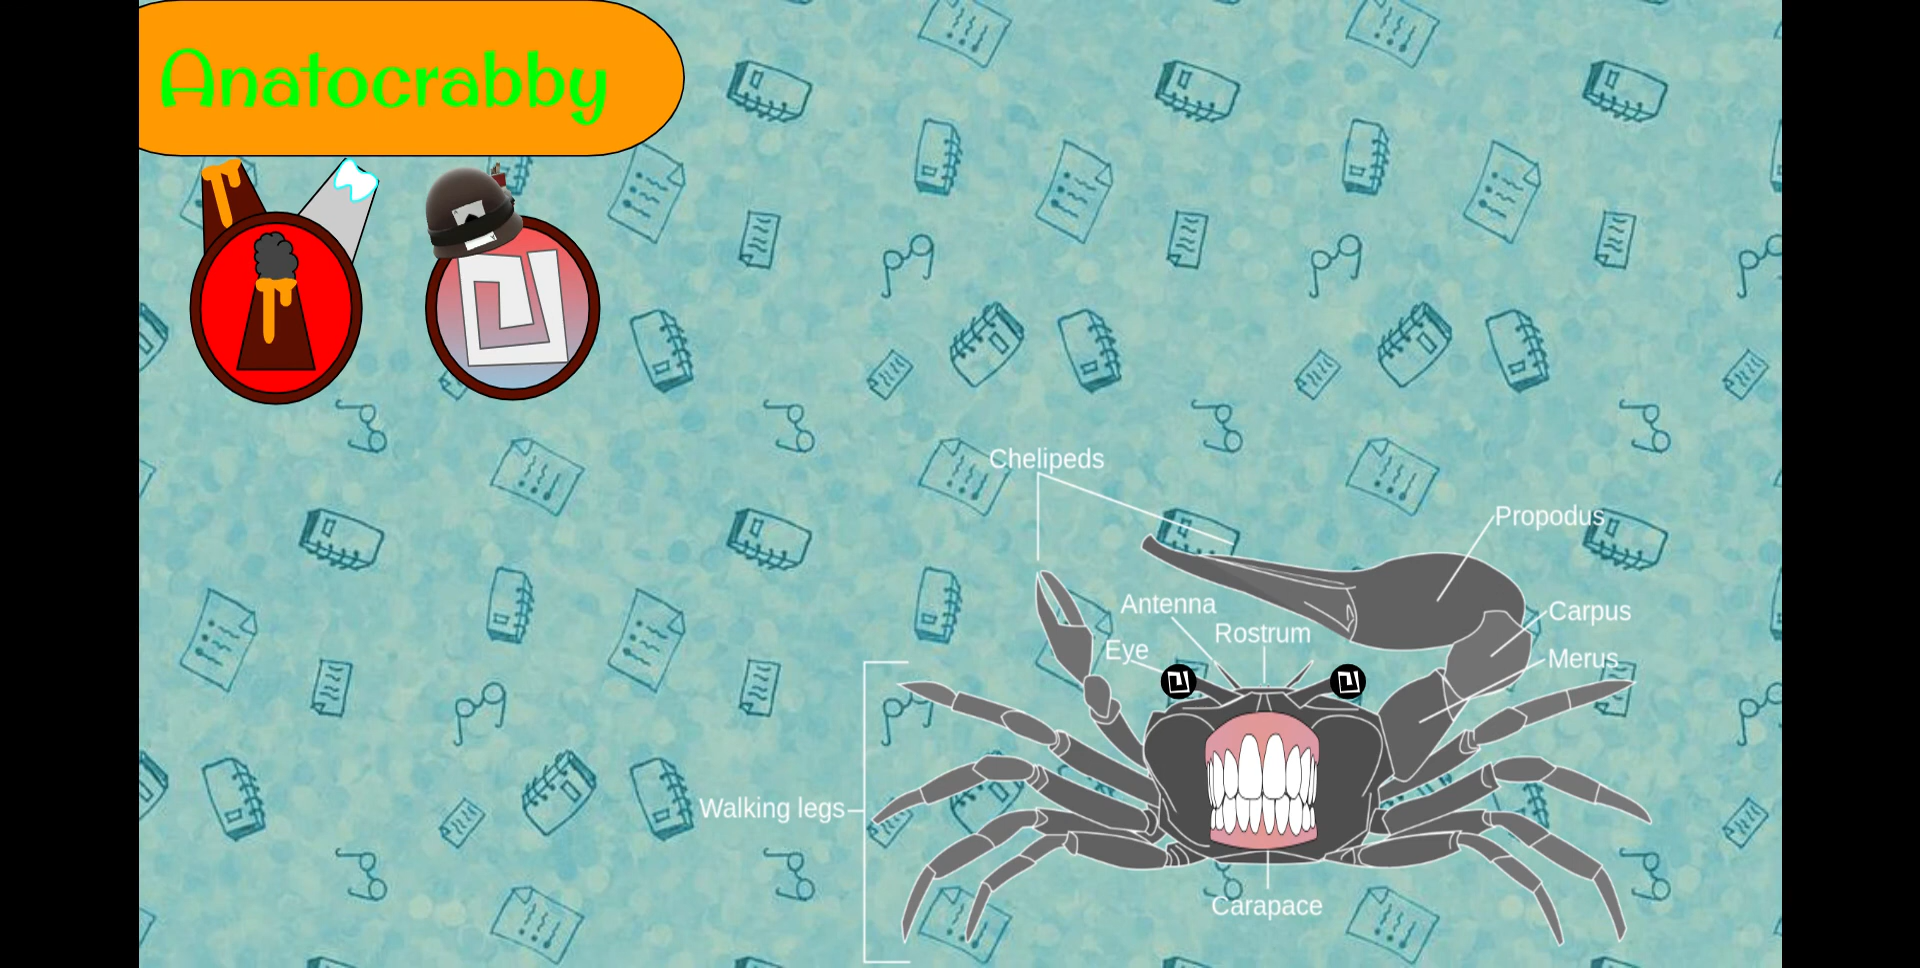 Anatocrabby
Chelipeds
Propodus
Antenna
Carpus
Rostrum
Eye
Merus
Walking legs
Carapace